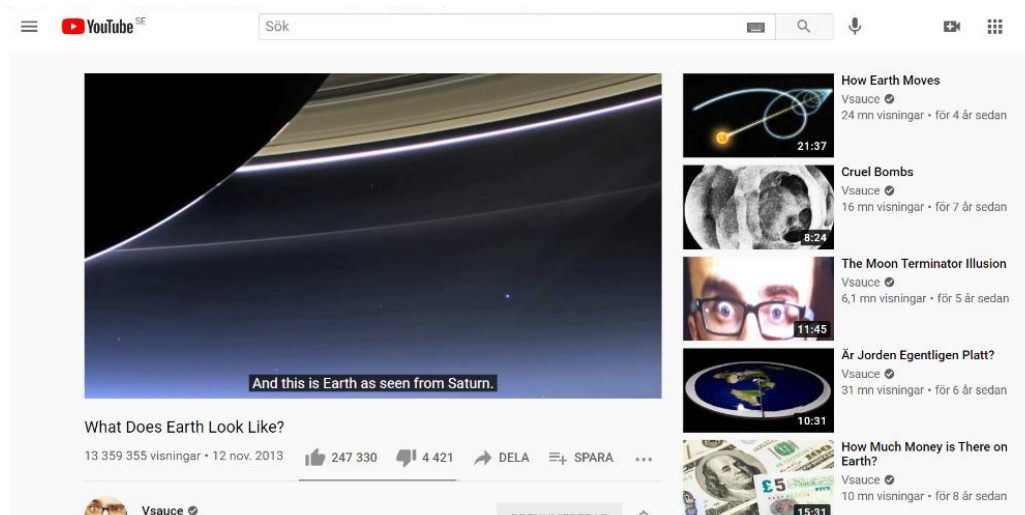 YouTube SE
Sök
And this is Earth as seen from Saturn.
What Does Earth Look Like?
13 359 355 visningar • 12 nov. 2013
247 330
4 421
DELA
SPARA
Vsauce
How Earth Moves
Vsauce
24 mn visningar • för 4 år sedan
21:37
Cruel Bombs
Vsauce
16 mn visningar • för 7 år sedan
8:24
The Moon Terminator Illusion
Vsauce
6,1 mn visningar • för 5 år sedan
11:45
Är Jorden Egentligen Platt?
Vsauce
31 mn visningar • för 6 år sedan
10:31
How Much Money is There on
Earth?
Vsauce
10 mn visningar • för 8 år sedan
£5
15:31